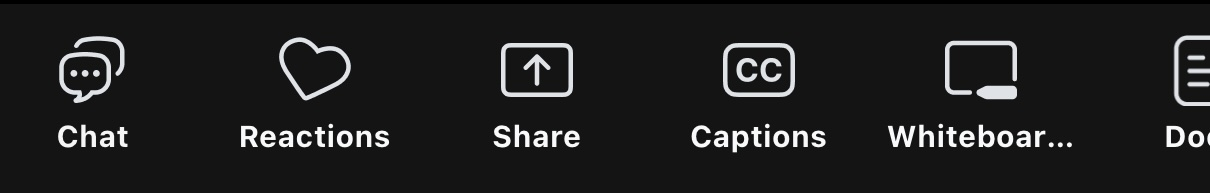 CC
Chat
Reactions
Share
Captions
Whiteboar...